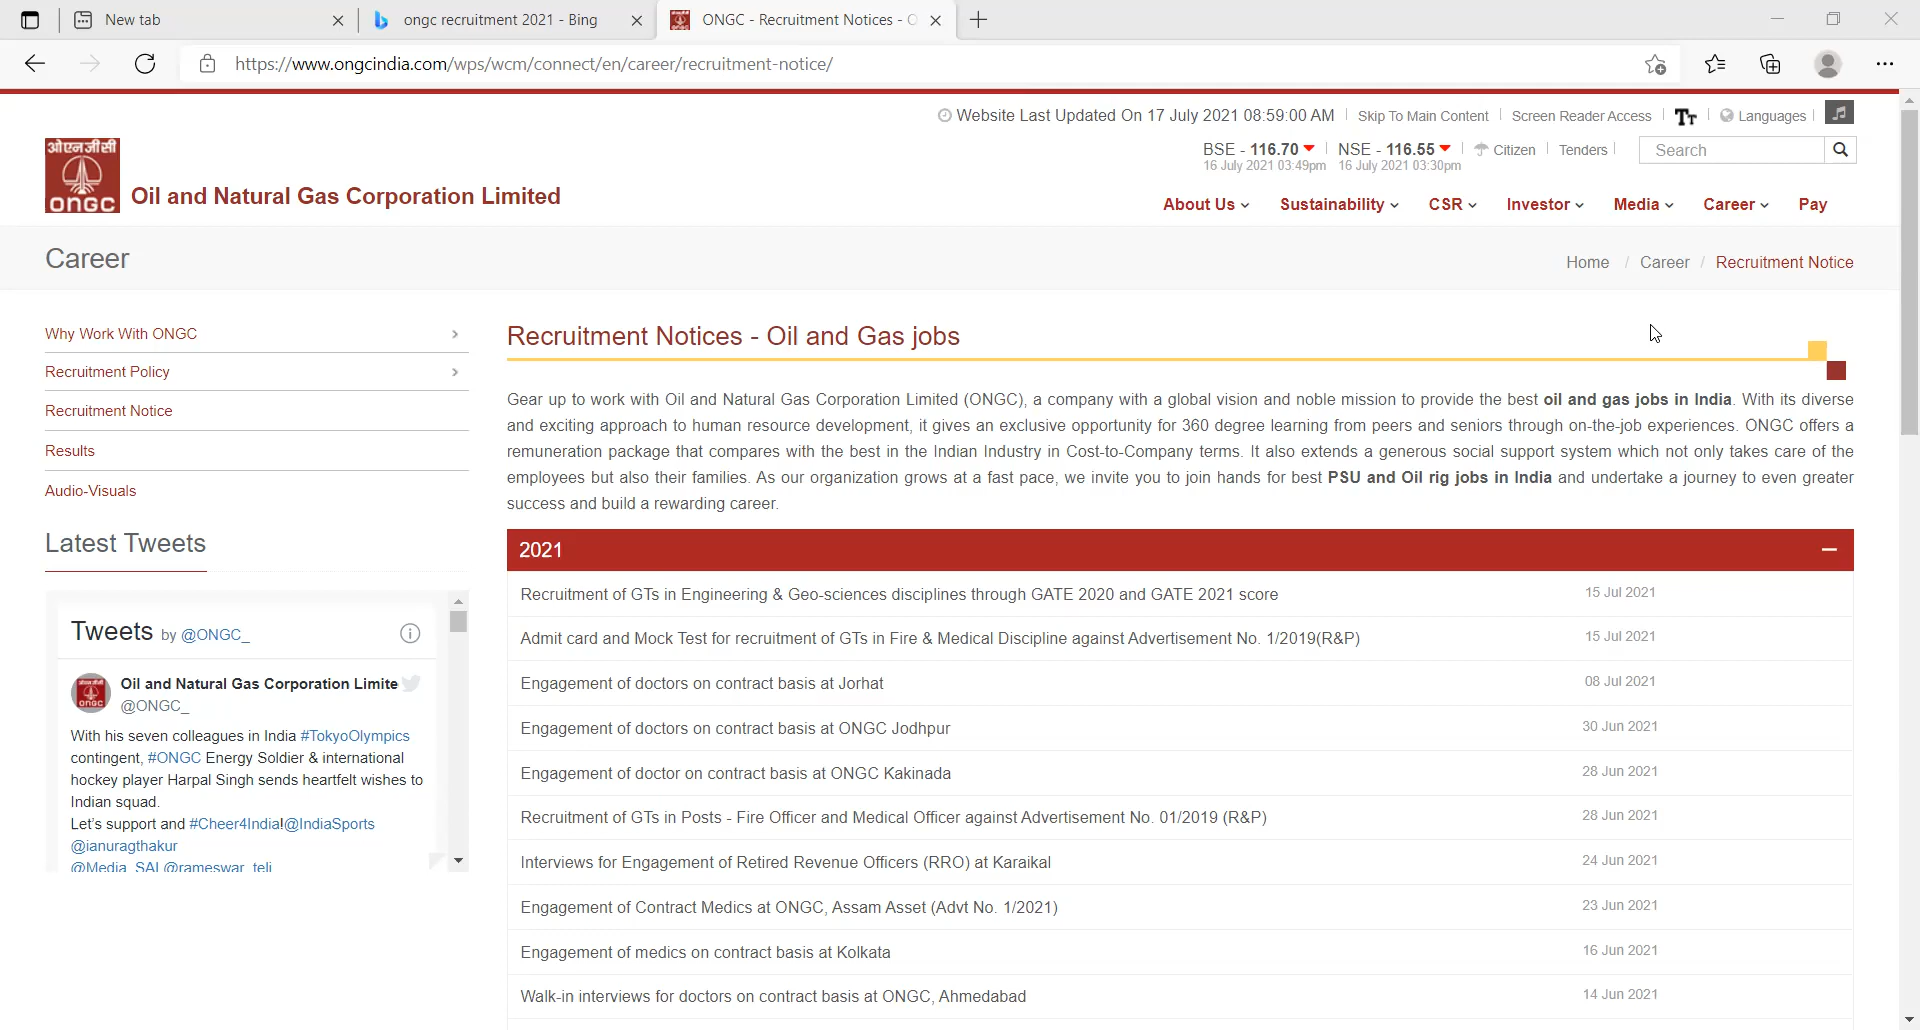 New tab
ongc recruitment 2021 - Bing
ONGC - Recruitment Notices - O
https://www.ongcindia.com/wps/wcm/connect/en/career/recruitment-notice/
Website Last Updated On 17 July 2021 08:59:00 AM
Skip To Main Content
Screen Reader Access
TT
Languages
BSE - 116.70
NSE - 116.55
Citizen
Tenders
Search
16 July 2021 03:49pm
16 July 2021 03:30pm
ओएनजीसी
ONGC
Oil and Natural Gas Corporation Limited
About Us
Sustainability
CSR
Investor
Media
Career
Pay
Career
Home / Career / Recruitment Notice
Why Work With ONGC
Recruitment Policy
Recruitment Notice
Results
Audio-Visuals
Latest Tweets
Tweets by @ONGC_
ONGC
Oil and Natural Gas Corporation Limite
@ONGC_
With his seven colleagues in India #TokyoOlympics
contingent, #ONGC Energy Soldier & international
hockey player Harpal Singh sends heartfelt wishes to
Indian squad.
Let's support and #Cheer4India!@IndiaSports
@ianuragthakur
@Media_SAI @rameswar_teli
Recruitment Notices - Oil and Gas jobs
Gear up to work with Oil and Natural Gas Corporation Limited (ONGC), a company with a global vision and noble mission to provide the best oil and gas jobs in India. With its diverse
and exciting approach to human resource development, it gives an exclusive opportunity for 360 degree learning from peers and seniors through on-the-job experiences. ONGC offers a
remuneration package that compares with the best in the Indian Industry in Cost-to-Company terms. It also extends a generous social support system which not only takes care of the
employees but also their families. As our organization grows at a fast pace, we invite you to join hands for best PSU and Oil rig jobs in India and undertake a journey to even greater
success and build a rewarding career.
2021
Recruitment of GTs in Engineering & Geo-sciences disciplines through GATE 2020 and GATE 2021 score 15 Jul 2021
Admit card and Mock Test for recruitment of GTs in Fire & Medical Discipline against Advertisement No. 1/2019(R&P) 15 Jul 2021
Engagement of doctors on contract basis at Jorhat 08 Jul 2021
Engagement of doctors on contract basis at ONGC Jodhpur 30 Jun 2021
Engagement of doctor on contract basis at ONGC Kakinada 28 Jun 2021
Recruitment of GTs in Posts - Fire Officer and Medical Officer against Advertisement No. 01/2019 (R&P) 28 Jun 2021
Interviews for Engagement of Retired Revenue Officers (RRO) at Karaikal 24 Jun 2021
Engagement of Contract Medics at ONGC, Assam Asset (Advt No. 1/2021) 23 Jun 2021
Engagement of medics on contract basis at Kolkata 16 Jun 2021
Walk-in interviews for doctors on contract basis at ONGC, Ahmedabad 14 Jun 2021